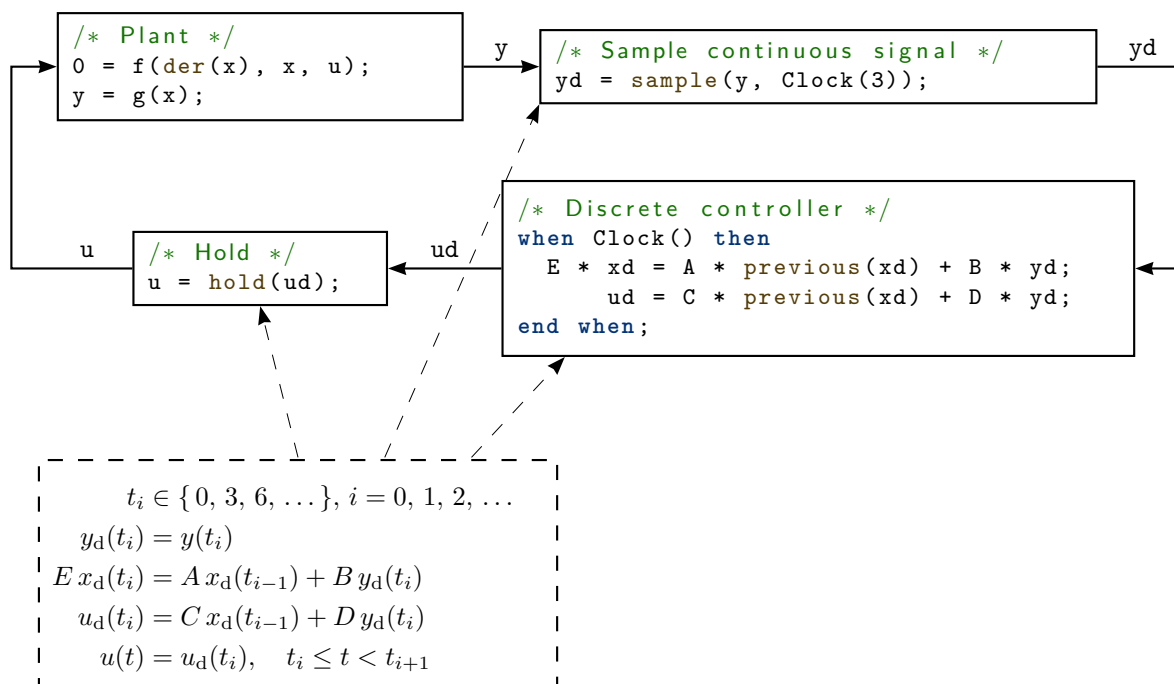 /* Plant */
0 = f(der(x), x, u);
y = g(x);
y
/* Sample continuous signal */
yd = sample(y, Clock(3));
yd
/* Discrete controller */
when Clock() then
E * xd = A * previous(xd) + B * yd;
ud = C * previous(xd) + D * yd;
end when;
ud
/* Hold */
u = hold(ud);
u
t_i ∈ { 0, 3, 6, … }, i = 0, 1, 2, …
y_d(t_i) = y(t_i)
E x_d(t_i) = A x_d(t_{i−1}) + B y_d(t_i)
u_d(t_i) = C x_d(t_{i−1}) + D y_d(t_i)
u(t) = u_d(t_i), t_i ≤ t < t_{i+1}